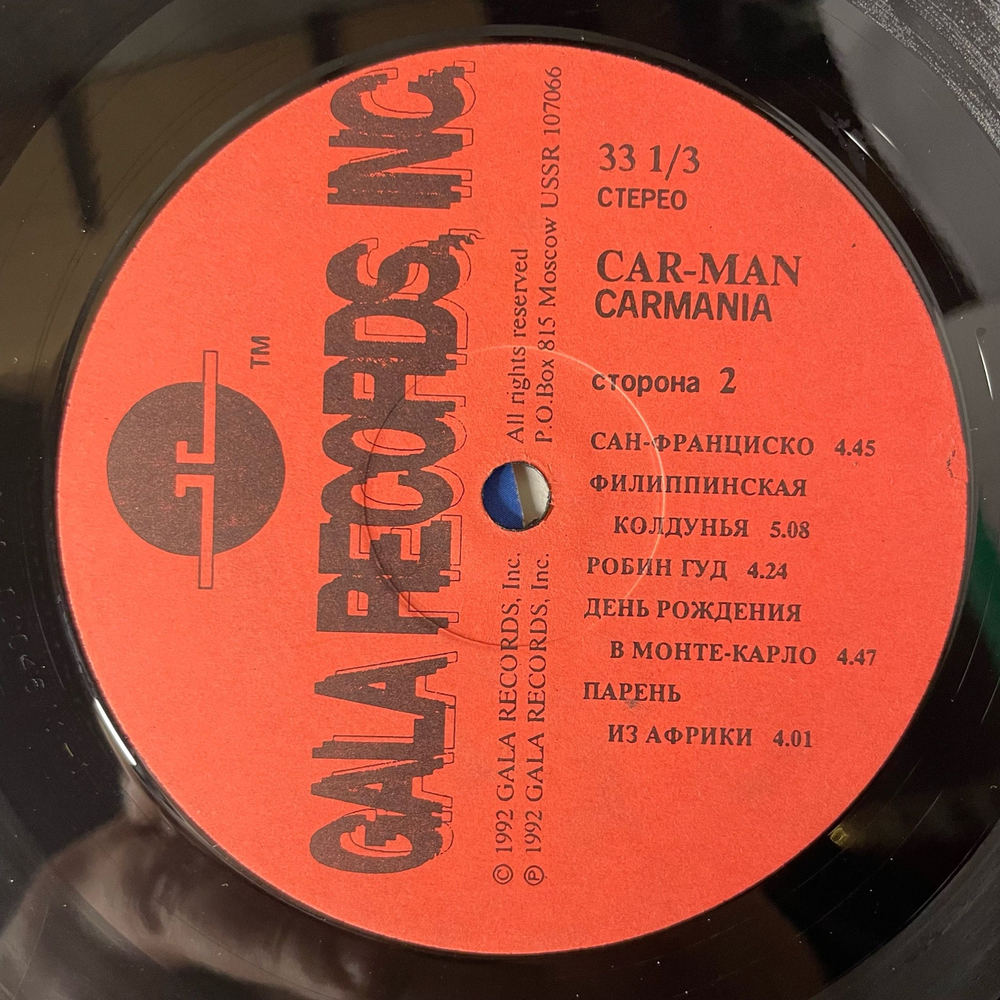 TM
GALA RECORDS, INC.
© 1992 GALA RECORDS, Inc. All rights reserved
℗ 1992 GALA RECORDS, Inc. P.O.Box 815 Moscow USSR 107066
33 1/3
СТЕРЕО
CAR-MAN
CARMANIA
сторона 2
САН-ФРАНЦИСКО 4.45
ФИЛИППИНСКАЯ
КОЛДУНЬЯ 5.08
РОБИН ГУД 4.24
ДЕНЬ РОЖДЕНИЯ
В МОНТЕ-КАРЛО 4.47
ПАРЕНЬ
ИЗ АФРИКИ 4.01